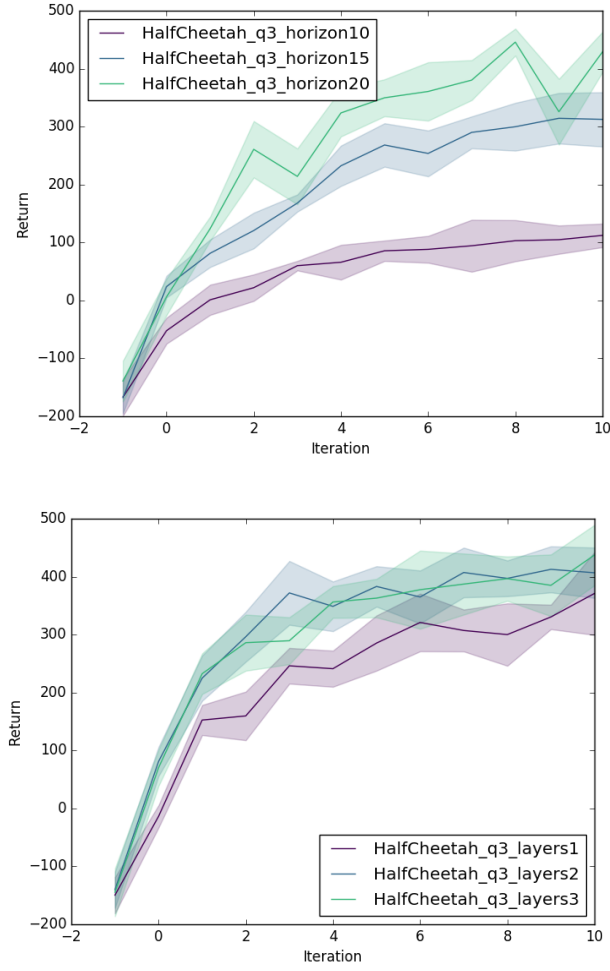 500
400
300
200
100
0
−100
−200
−2 0 2 4 6 8 10
Return
Iteration
HalfCheetah_q3_horizon10
HalfCheetah_q3_horizon15
HalfCheetah_q3_horizon20
500
400
300
200
100
0
−100
−200
−2 0 2 4 6 8 10
Return
Iteration
HalfCheetah_q3_layers1
HalfCheetah_q3_layers2
HalfCheetah_q3_layers3